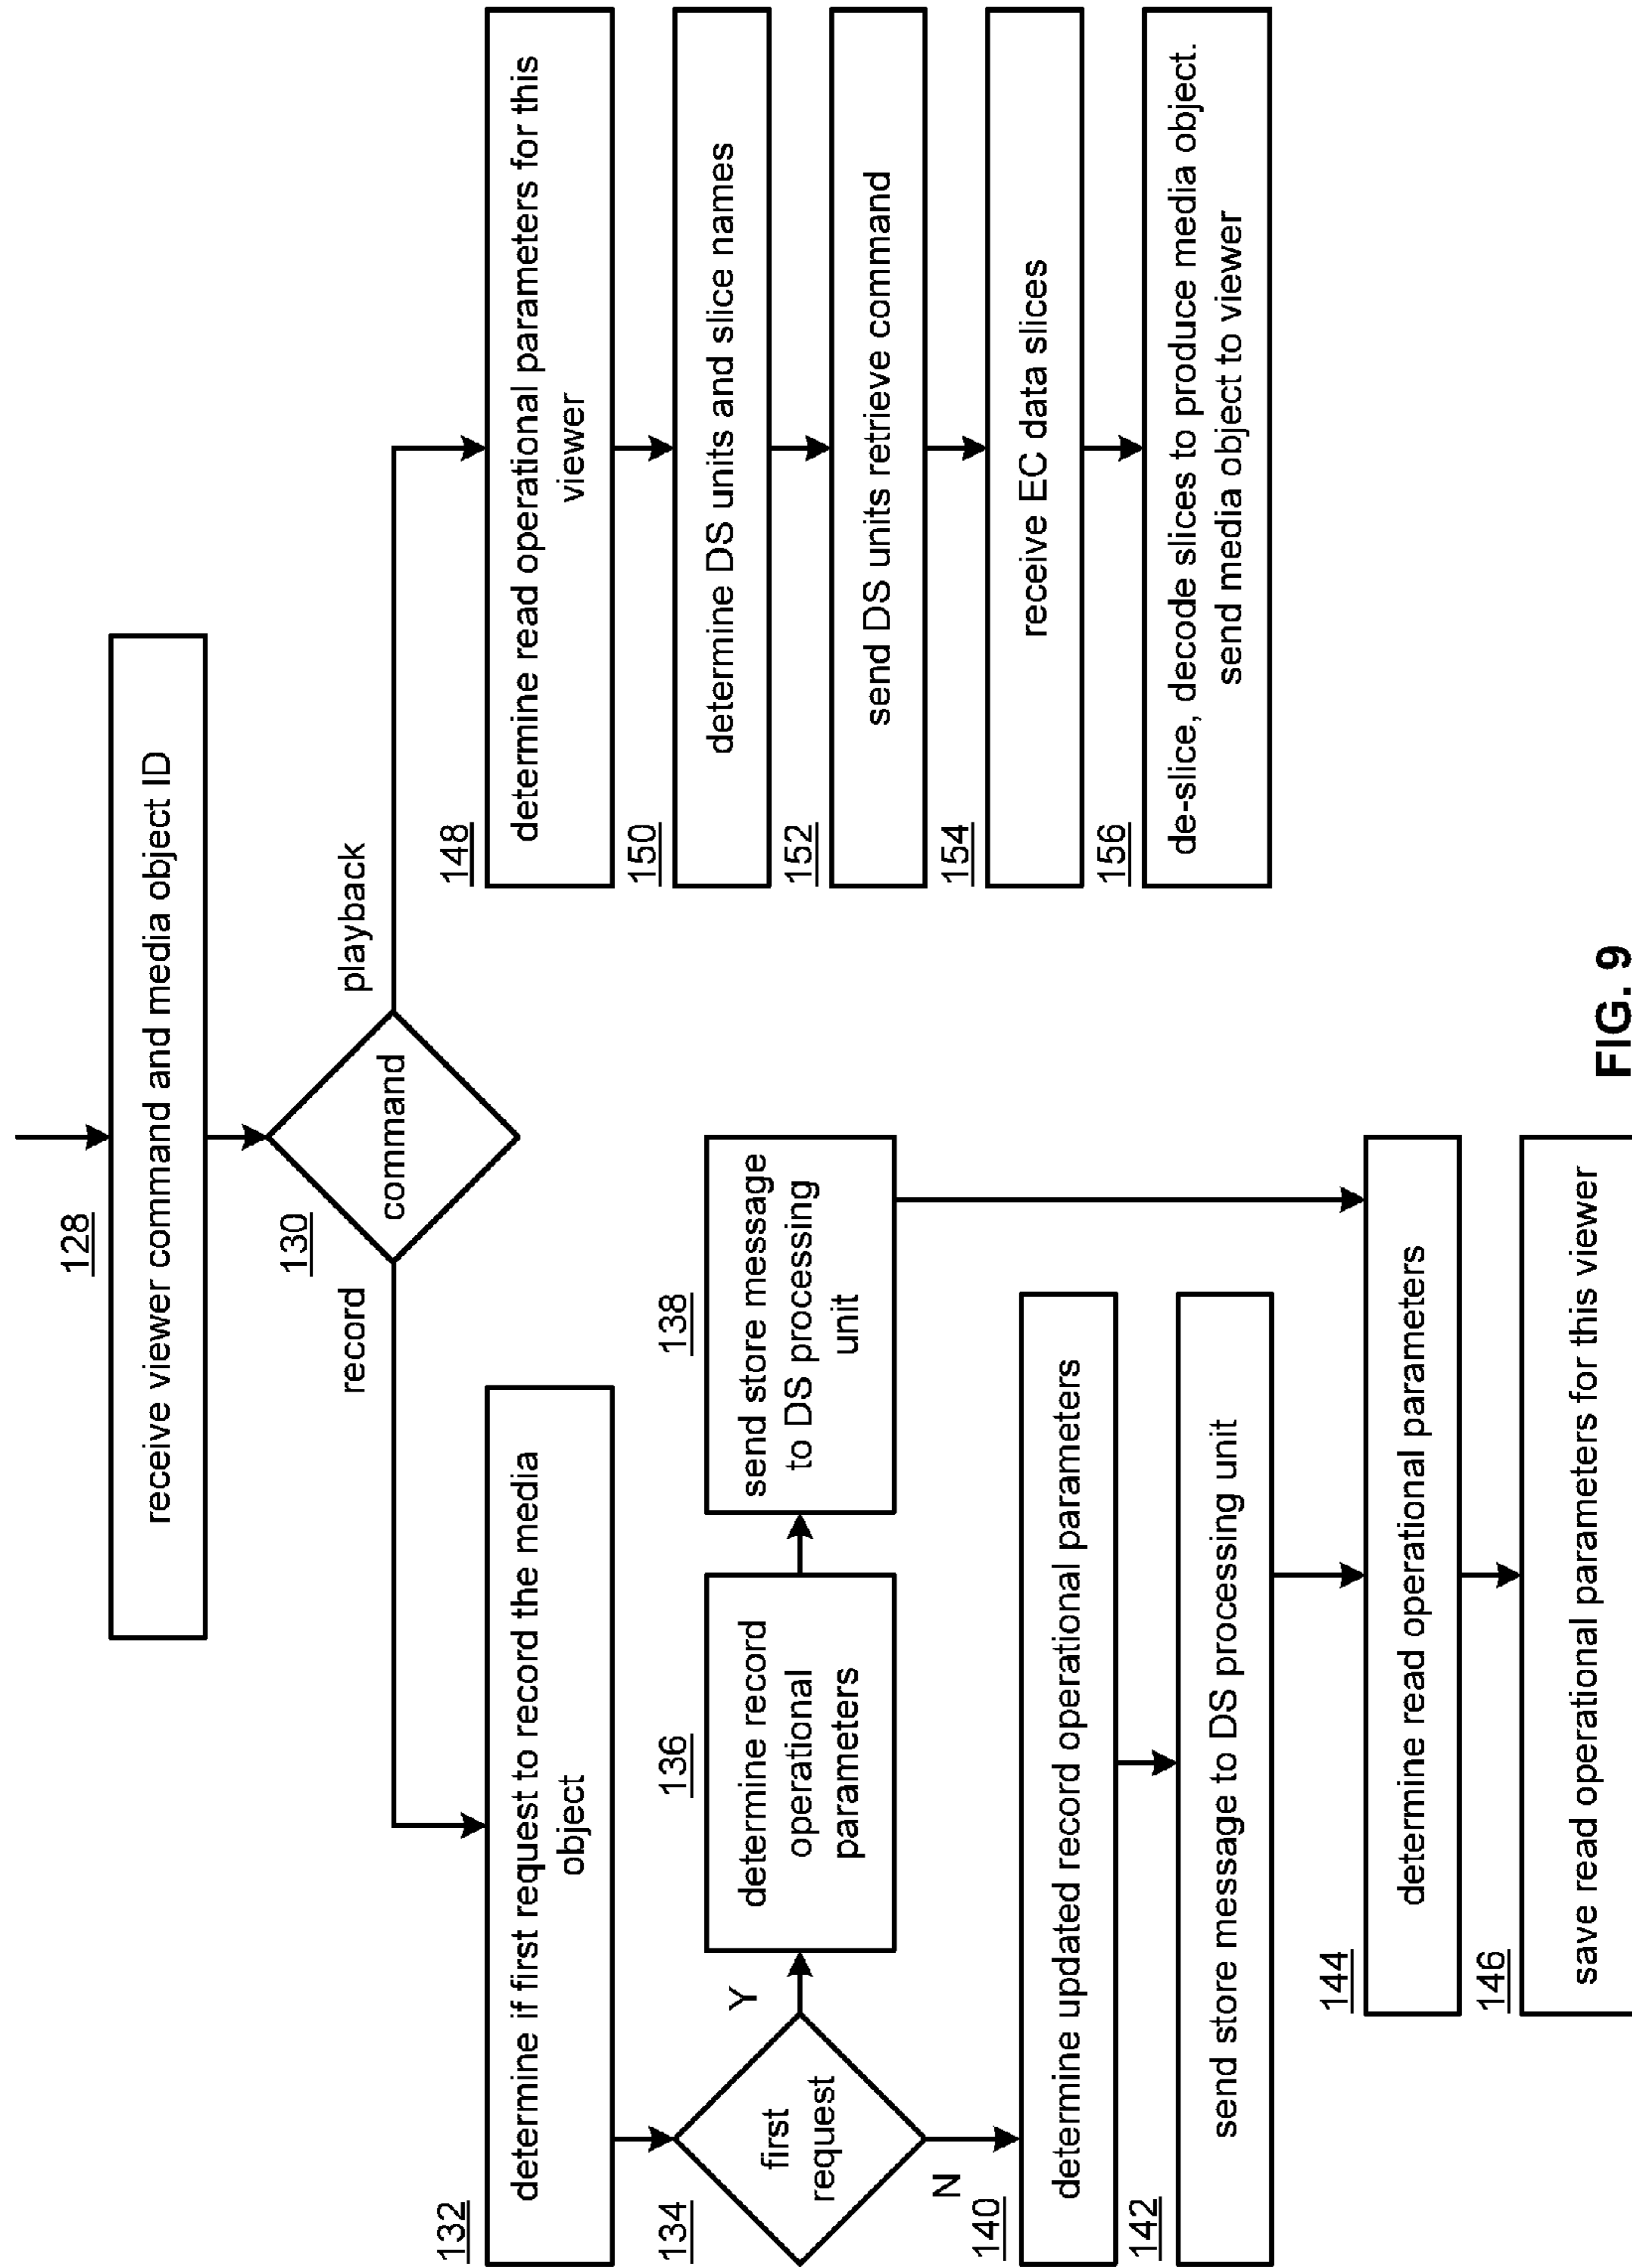 128
receive viewer command and media object ID
130
command
record
playback
132
determine if first request to record the media
object
134
first
request
Y
N
136
determine record
operational
parameters
138
send store message
to DS processing
unit
140
determine updated record operational parameters
142
send store message to DS processing unit
144
determine read operational parameters
146
save read operational parameters for this viewer
148
determine read operational parameters for this
viewer
150
determine DS units and slice names
152
send DS units retrieve command
154
receive EC data slices
156
de-slice, decode slices to produce media object.
send media object to viewer
FIG. 9